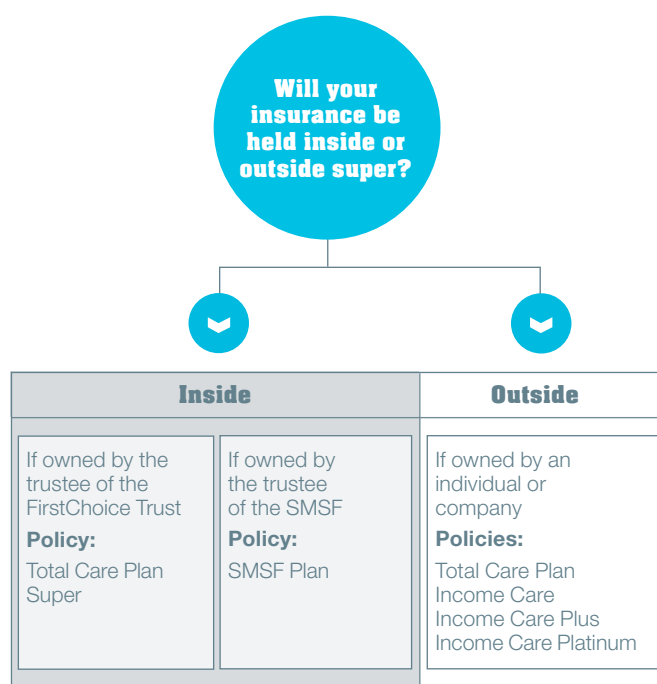 Will your
insurance be
held inside or
outside super?
Inside
If owned by the
trustee of the
FirstChoice Trust
Policy:
Total Care Plan
Super
If owned by
the trustee
of the SMSF
Policy:
SMSF Plan
Outside
If owned by an
individual or
company
Policies:
Total Care Plan
Income Care
Income Care Plus
Income Care Platinum